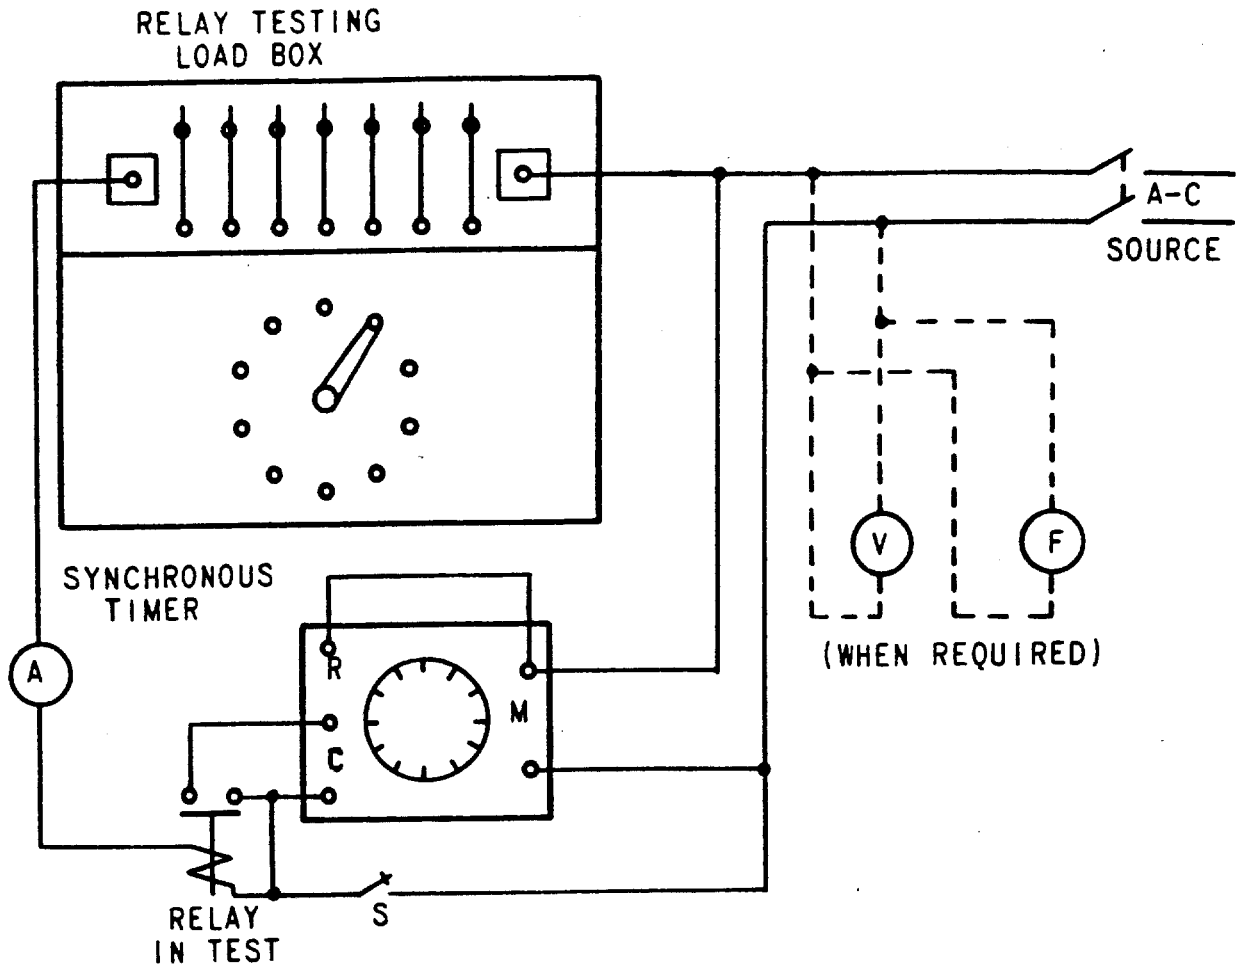 RELAY TESTING
LOAD BOX
A-C
SOURCE
V
F
(WHEN REQUIRED)
SYNCHRONOUS
TIMER
A
R
M
C
S
RELAY
IN TEST